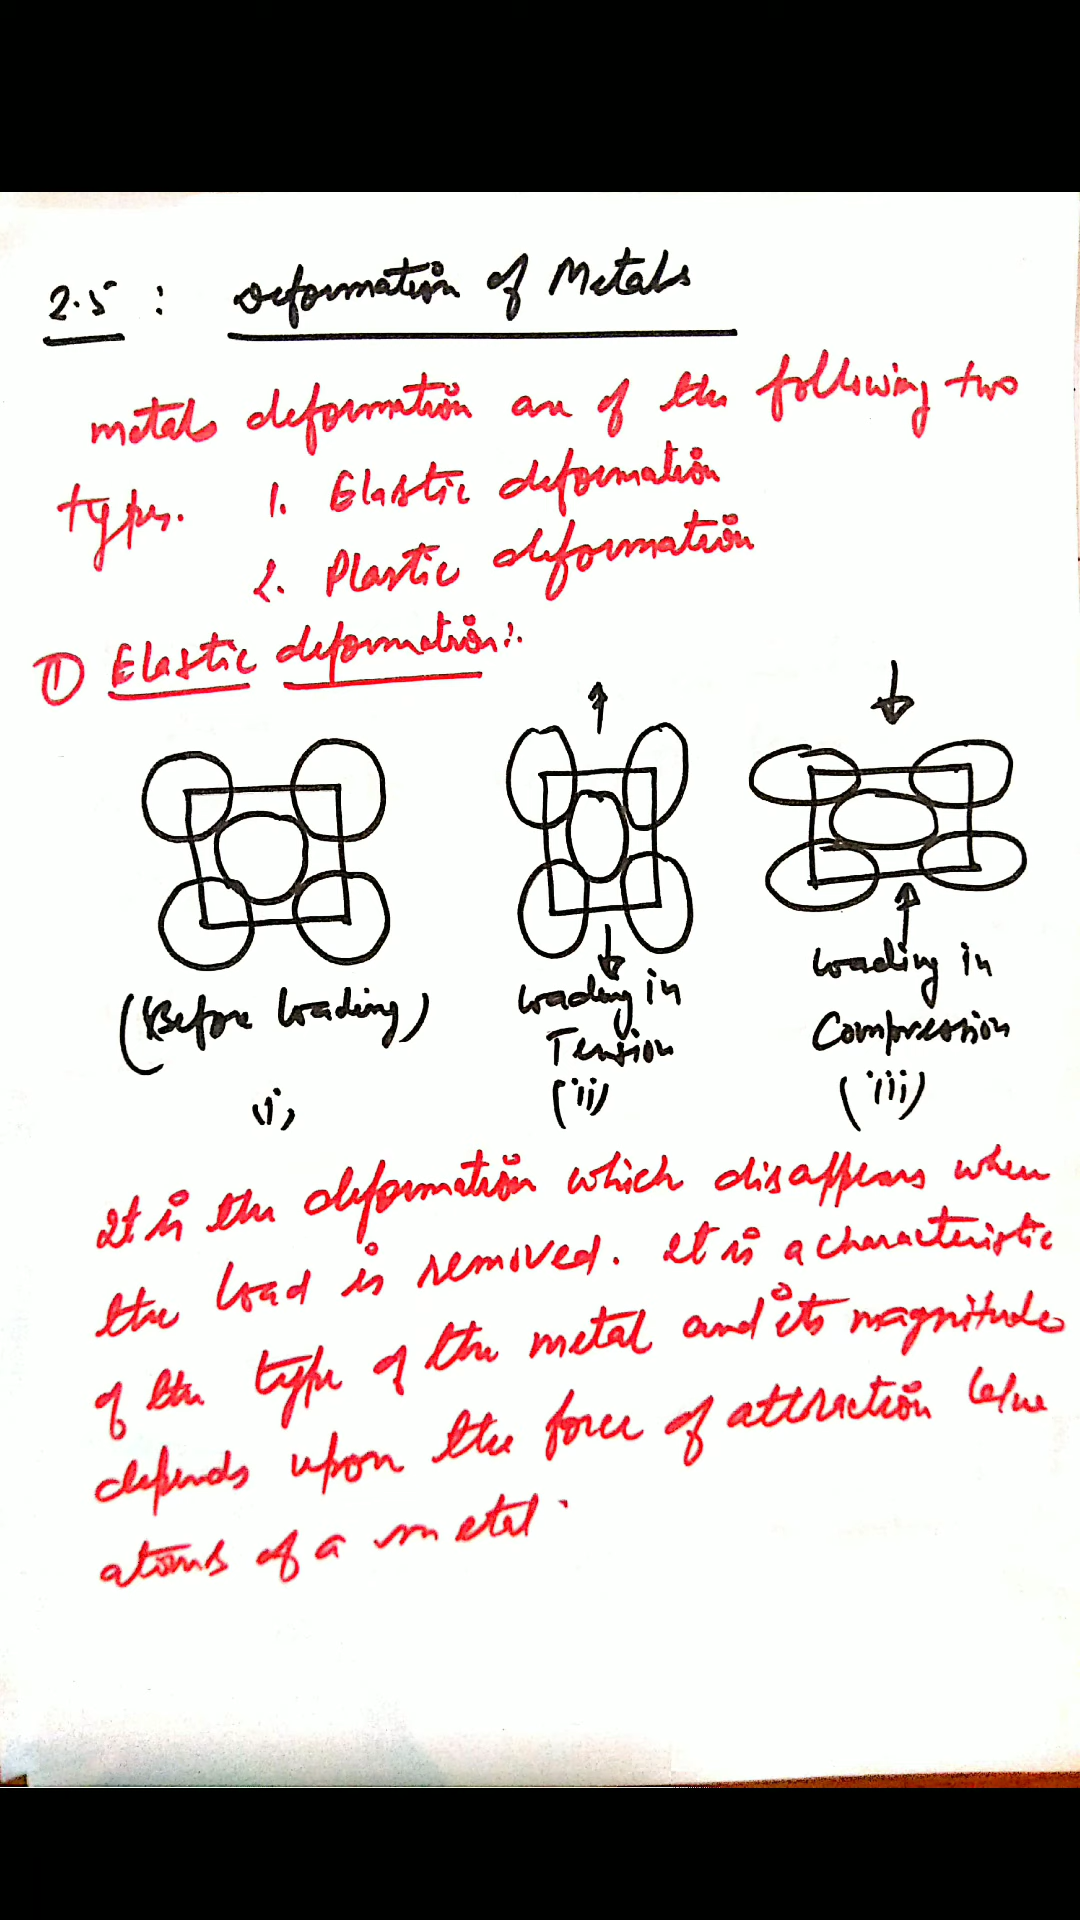 2.5 : Deformation of Metals
metals deformation are of the following two
types. 1. Elastic deformation
2. Plastic deformation
① Elastic deformation:.
(Before loading)
(i)
loading in
Tension
(ii)
loading in
Compression
(iii)
It is the deformation which disappears when
the load is removed. It is a characteristic
of the type of the metal and its magnitude
depends upon the force of attraction b/w
atoms of a metal.